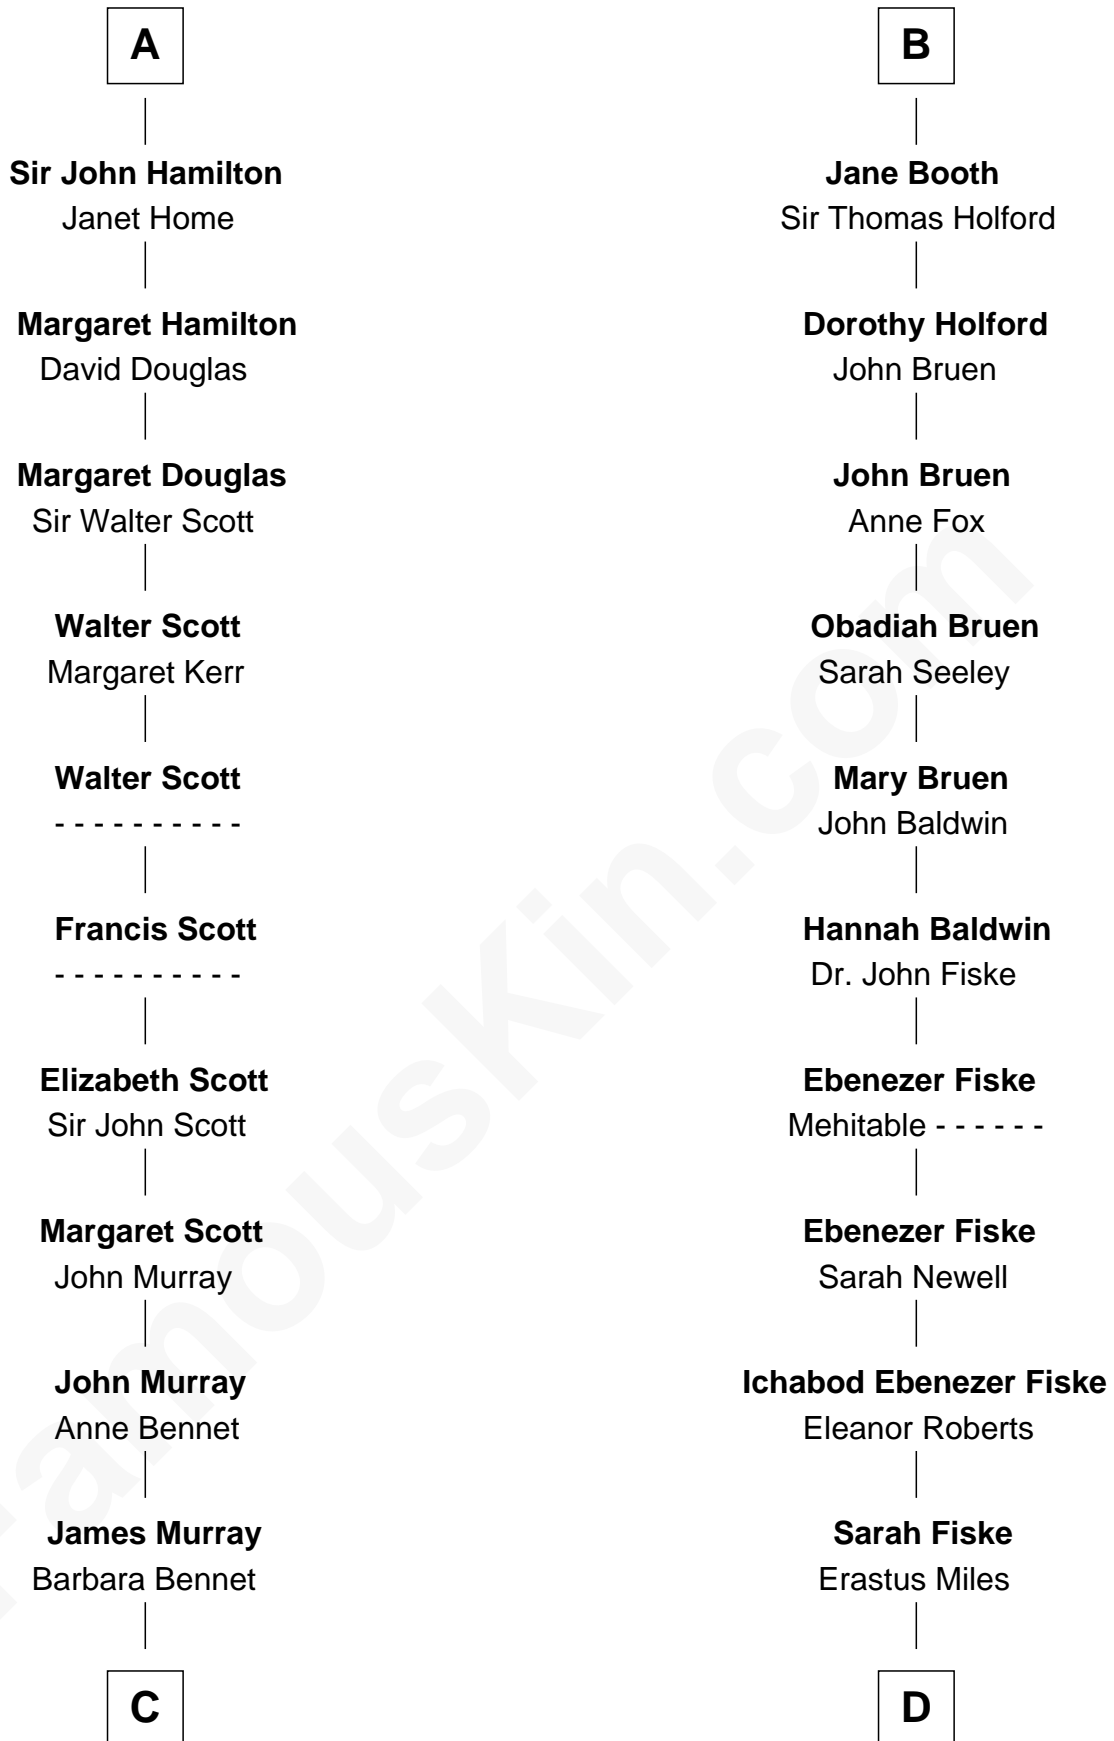 A
Sir John Hamilton
Janet Home
Margaret Hamilton
David Douglas
Margaret Douglas
Sir Walter Scott
Walter Scott
Margaret Kerr
Walter Scott
- - - - - - - - - -
Francis Scott
- - - - - - - - - -
Elizabeth Scott
Sir John Scott
Margaret Scott
John Murray
John Murray
Anne Bennet
James Murray
Barbara Bennet
C
B
Jane Booth
Sir Thomas Holford
Dorothy Holford
John Bruen
John Bruen
Anne Fox
Obadiah Bruen
Sarah Seeley
Mary Bruen
John Baldwin
Hannah Baldwin
Dr. John Fiske
Ebenezer Fiske
Mehitable - - - - - -
Ebenezer Fiske
Sarah Newell
Ichabod Ebenezer Fiske
Eleanor Roberts
Sarah Fiske
Erastus Miles
D
FamousKin.com